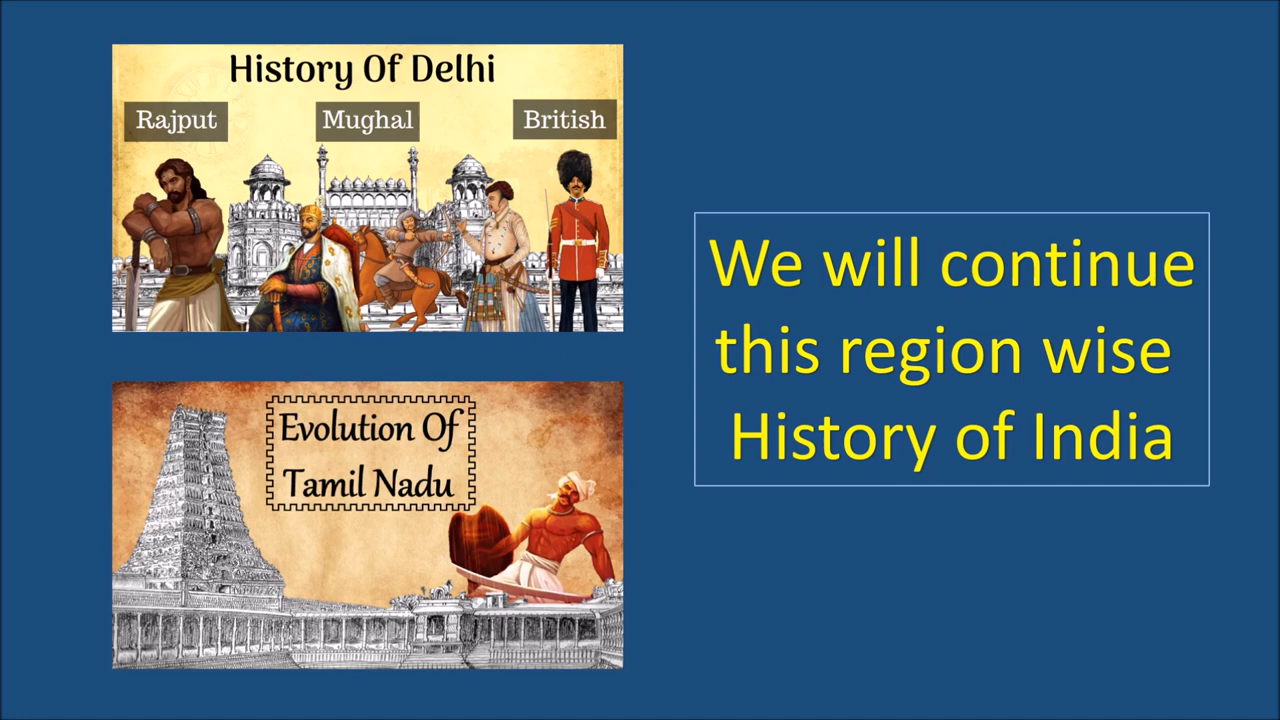 History Of Delhi
Rajput
Mughal
British
Evolution Of
Tamil Nadu
We will continue
this region wise
History of India